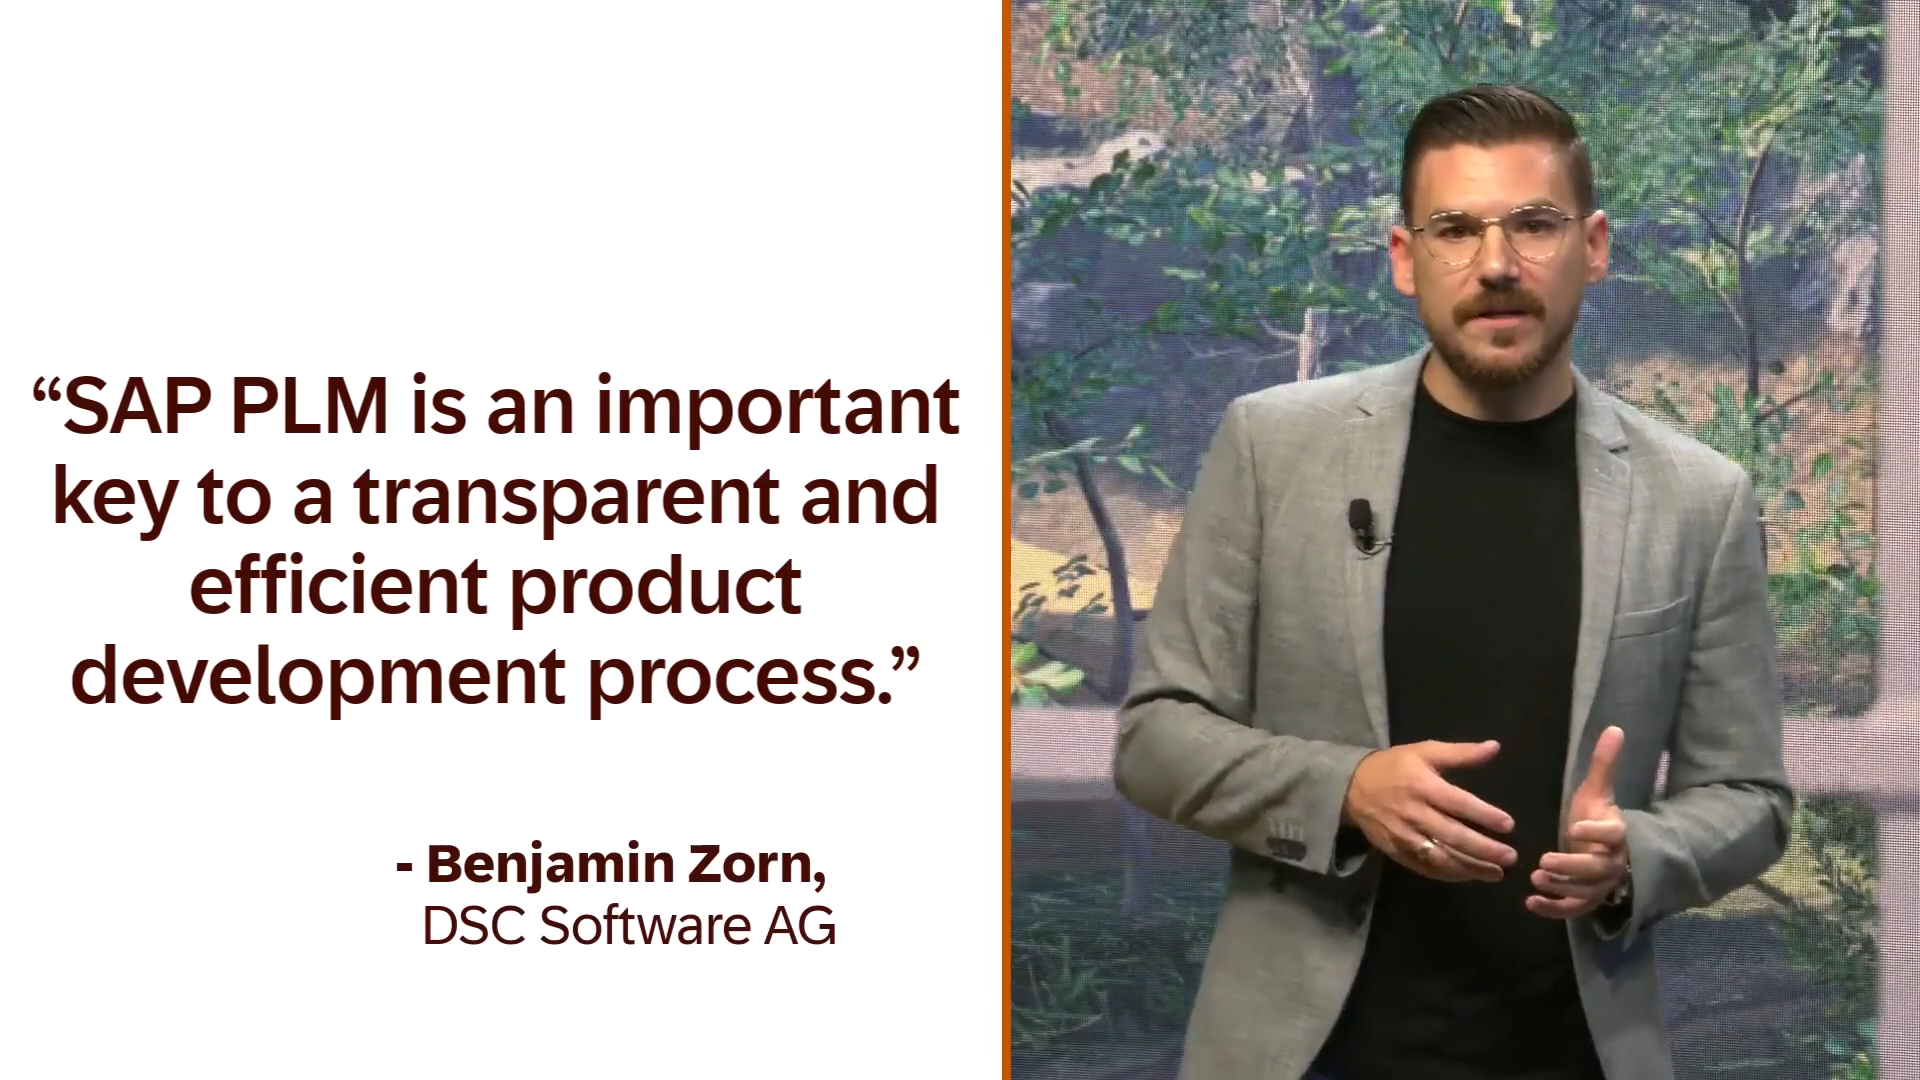 “SAP PLM is an important
key to a transparent and
efficient product
development process.”
- Benjamin Zorn,
DSC Software AG